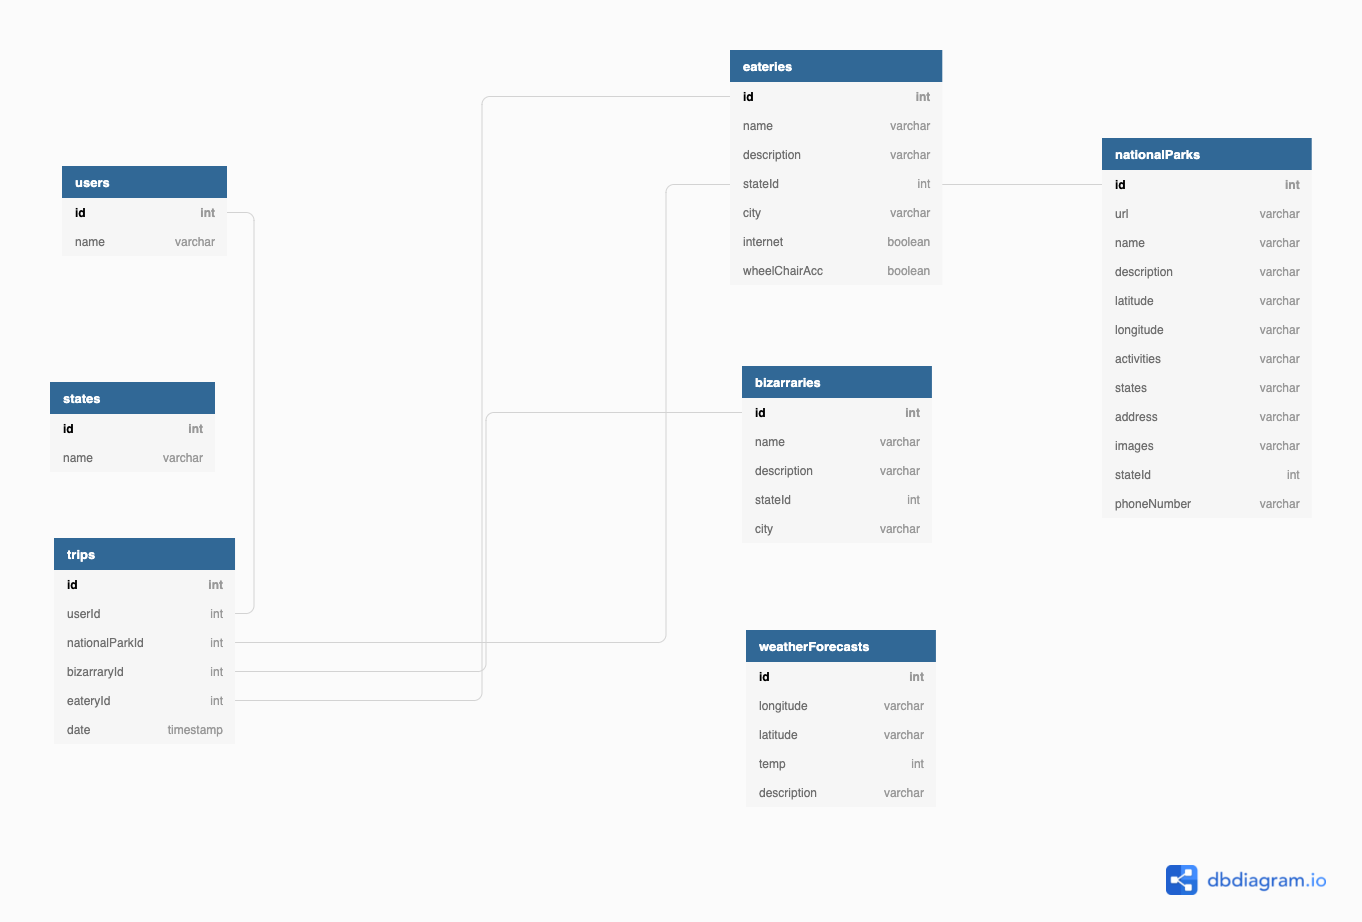 users
id int
name varchar
states
id int
name varchar
trips
id int
userId int
nationalParkId int
bizarraryId int
eateryId int
date timestamp
eateries
id int
name varchar
description varchar
stateId int
city varchar
internet boolean
wheelChairAcc boolean
bizarraries
id int
name varchar
description varchar
stateId int
city varchar
weatherForecasts
id int
longitude varchar
latitude varchar
temp int
description varchar
nationalParks
id int
url varchar
name varchar
description varchar
latitude varchar
longitude varchar
activities varchar
states varchar
address varchar
images varchar
stateId int
phoneNumber varchar
dbdiagram.io